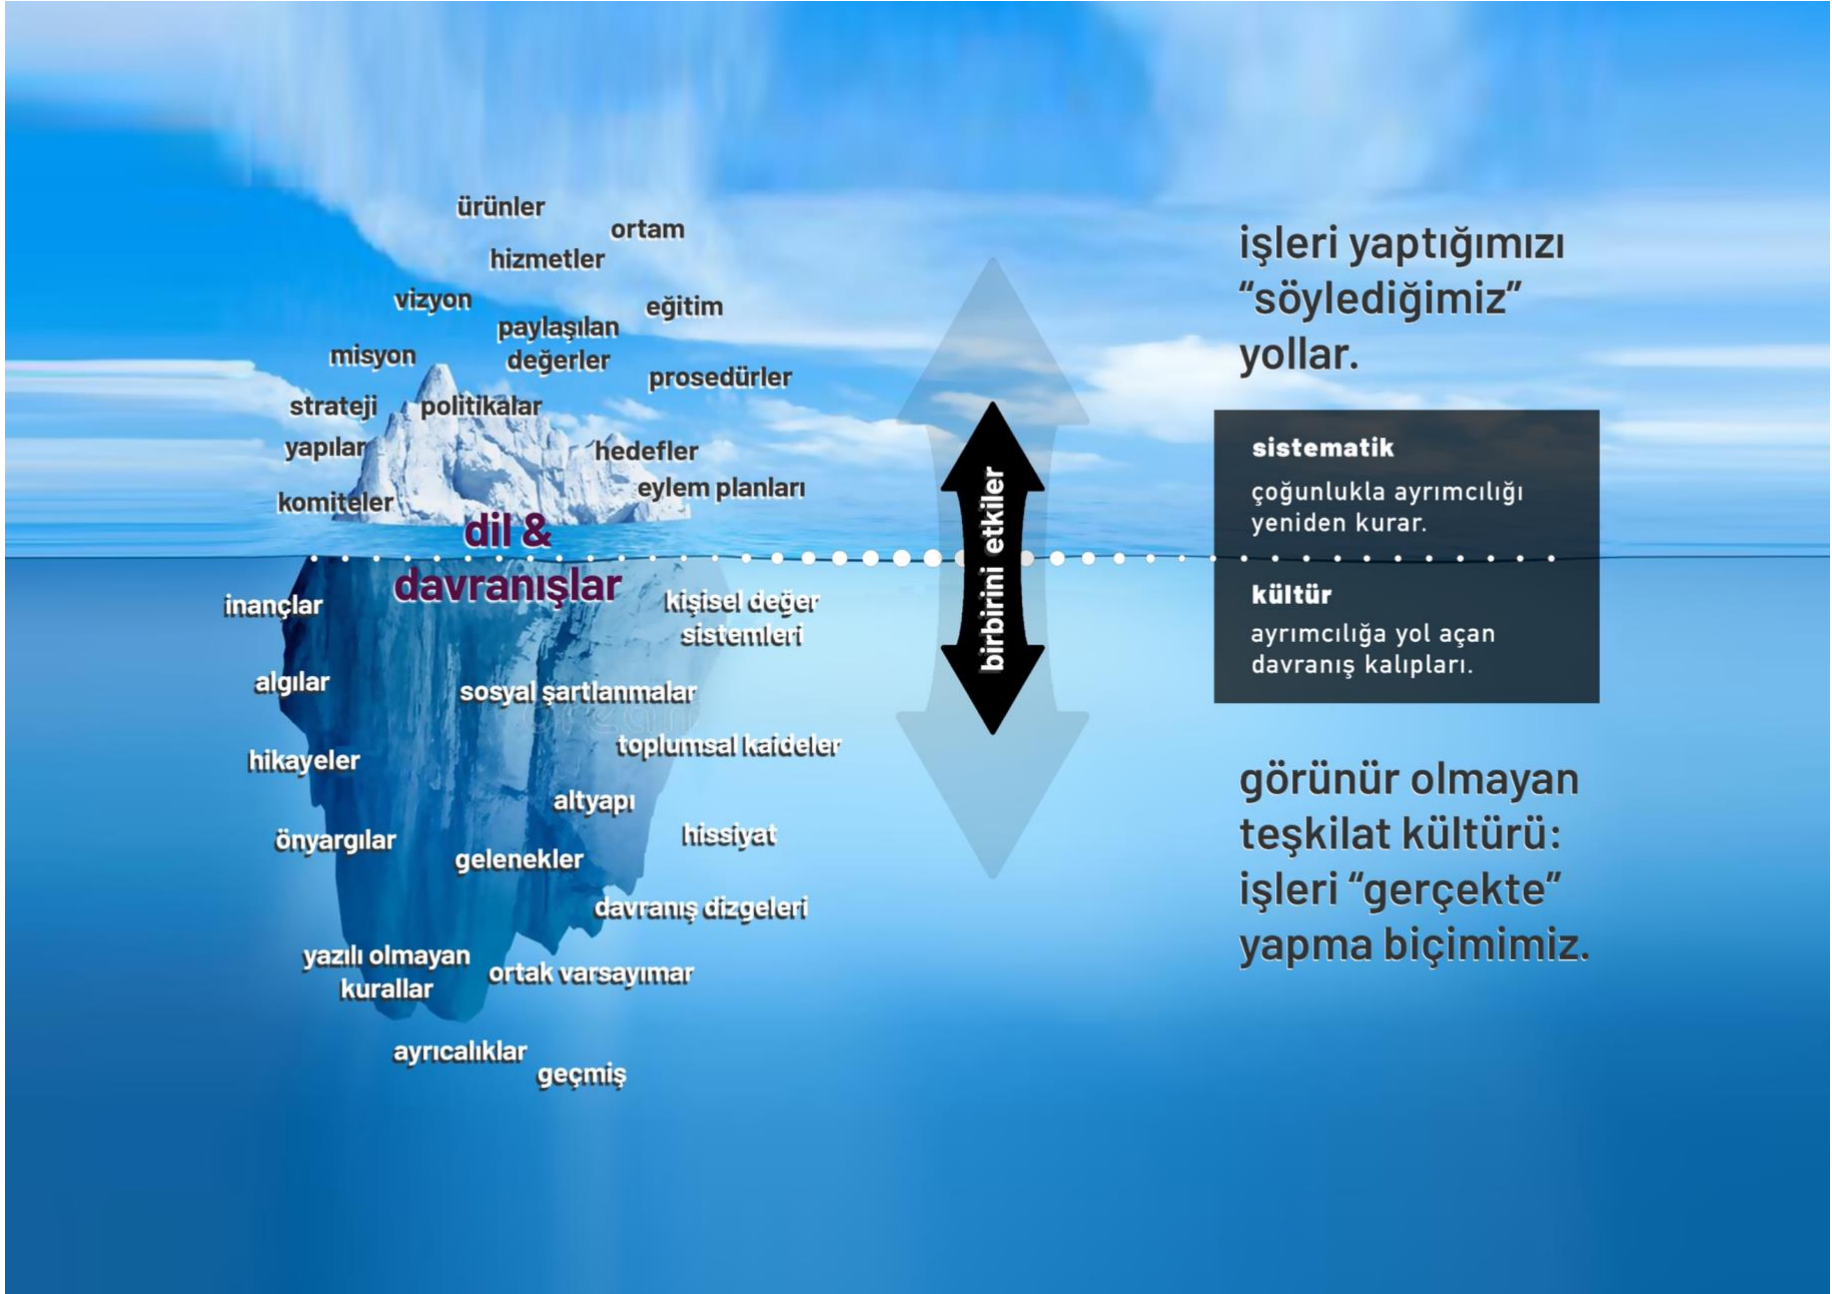 ürünler
ortam
hizmetler
vizyon
eğitim
paylaşılan
değerler
misyon
prosedürler
strateji
politikalar
yapılar
hedefler
eylem planları
komiteler
dil &
davranışlar
inançlar
kişisel değer
sistemleri
algılar
sosyal şartlanmalar
toplumsal kaideler
hikayeler
altyapı
hissiyat
önyargılar
gelenekler
davranış dizgeleri
yazılı olmayan
kurallar
ortak varsayımar
ayrıcalıklar
geçmiş
birbirini etkiler
işleri yaptığımızı
“söylediğimiz”
yollar.
sistematik
çoğunlukla ayrımcılığı
yeniden kurar.
kültür
ayrımcılığa yol açan
davranış kalıpları.
görünür olmayan
teşkilat kültürü:
işleri “gerçekte”
yapma biçimimiz.